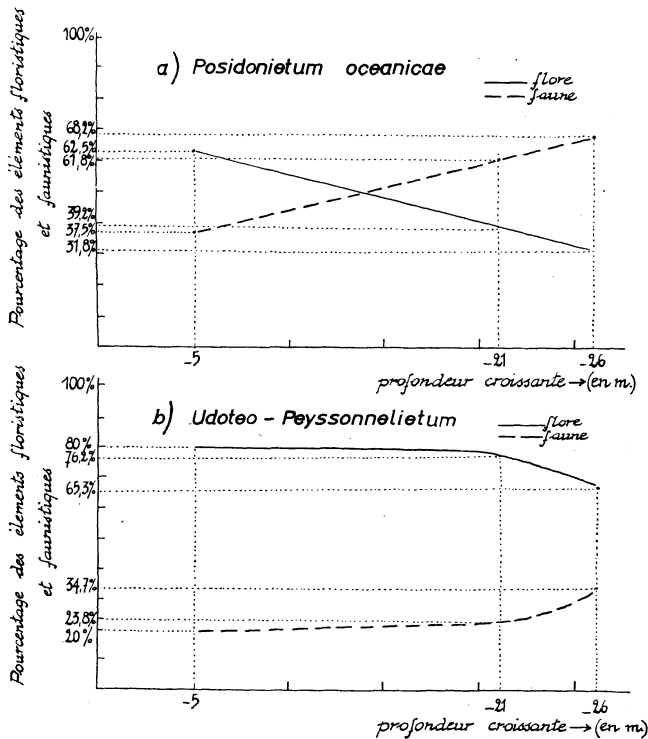 Pourcentage des éléments floristiques
et faunistiques
100%
a) Posidonietum oceanicae
flore
faune
68,2%
62,5%
61,8%
39,2%
37,5%
31,8%
-5
-21
-26
profondeur croissante → (en m.)
Pourcentage des éléments floristiques
et faunistiques
100%
b) Udoteo - Peyssonnelietum
flore
faune
80%
76,2%
65,3%
34,7%
23,8%
20%
-5
-21
-26
profondeur croissante → (en m.)